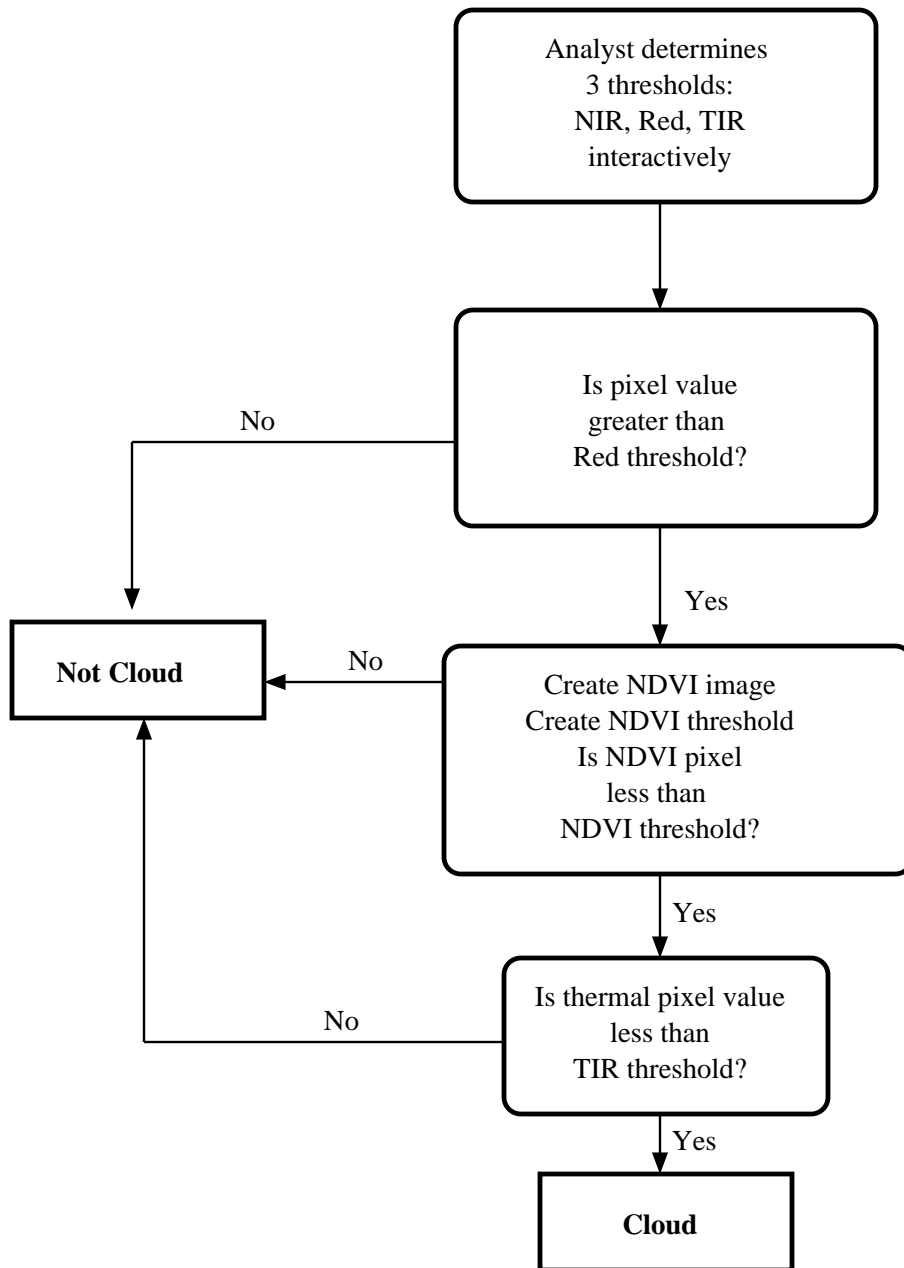 Analyst determines
3 thresholds:
NIR, Red, TIR
interactively
Is pixel value
greater than
Red threshold?
No
Yes
Not Cloud
No
Create NDVI image
Create NDVI threshold
Is NDVI pixel
less than
NDVI threshold?
Yes
Is thermal pixel value
less than
TIR threshold?
No
Yes
Cloud